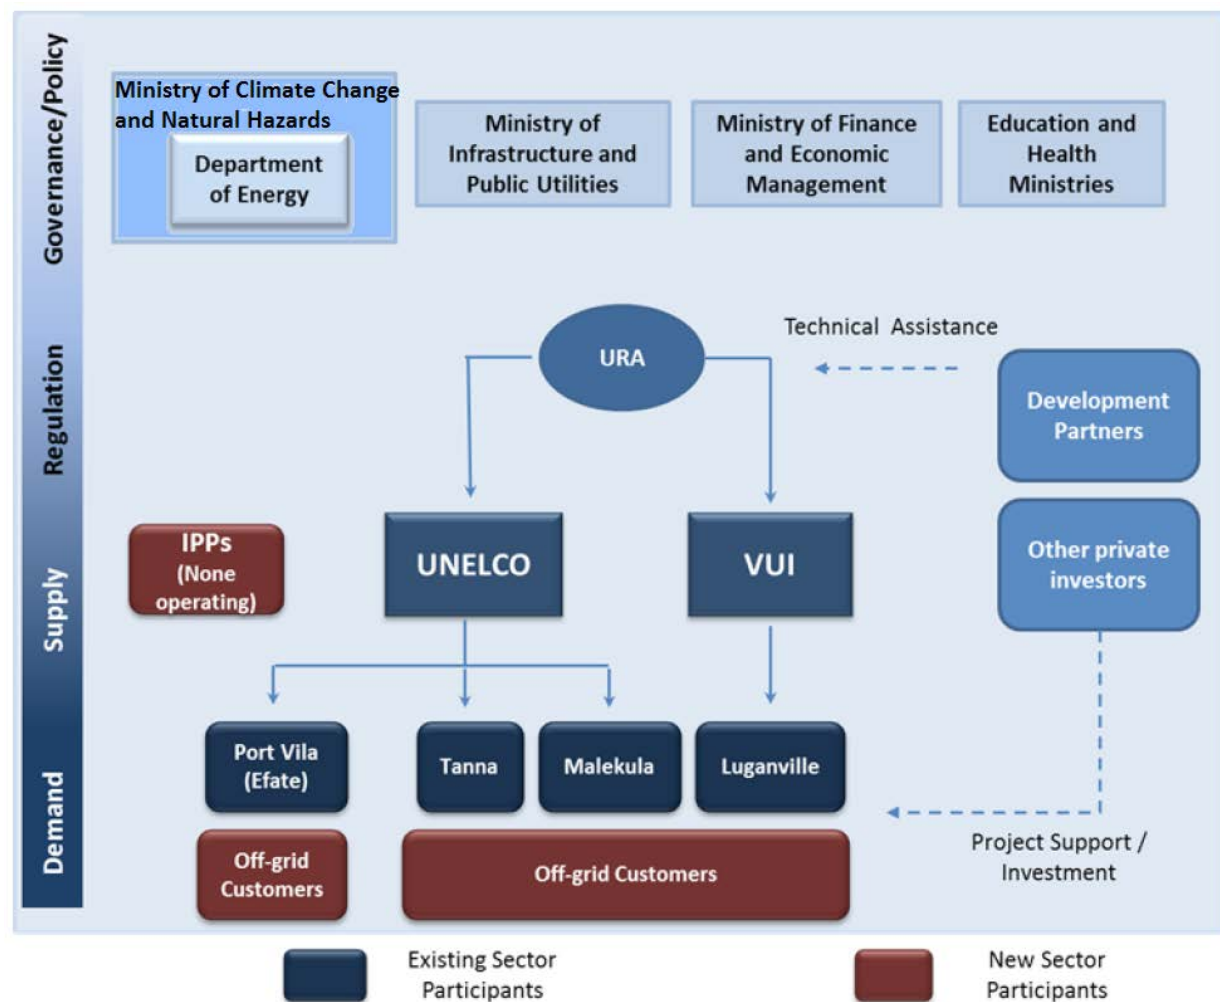 Governance/Policy
Ministry of Climate Change
and Natural Hazards
Department
of Energy
Ministry of
Infrastructure and
Public Utilities
Ministry of Finance
and Economic
Management
Education and
Health
Ministries
Regulation
URA
Technical Assistance
Development
Partners
Supply
IPPs
(None
operating)
UNELCO
VUI
Other private
investors
Demand
Port Vila
(Efate)
Tanna
Malekula
Luganville
Off-grid
Customers
Off-grid Customers
Project Support /
Investment
Existing Sector
Participants
New Sector
Participants